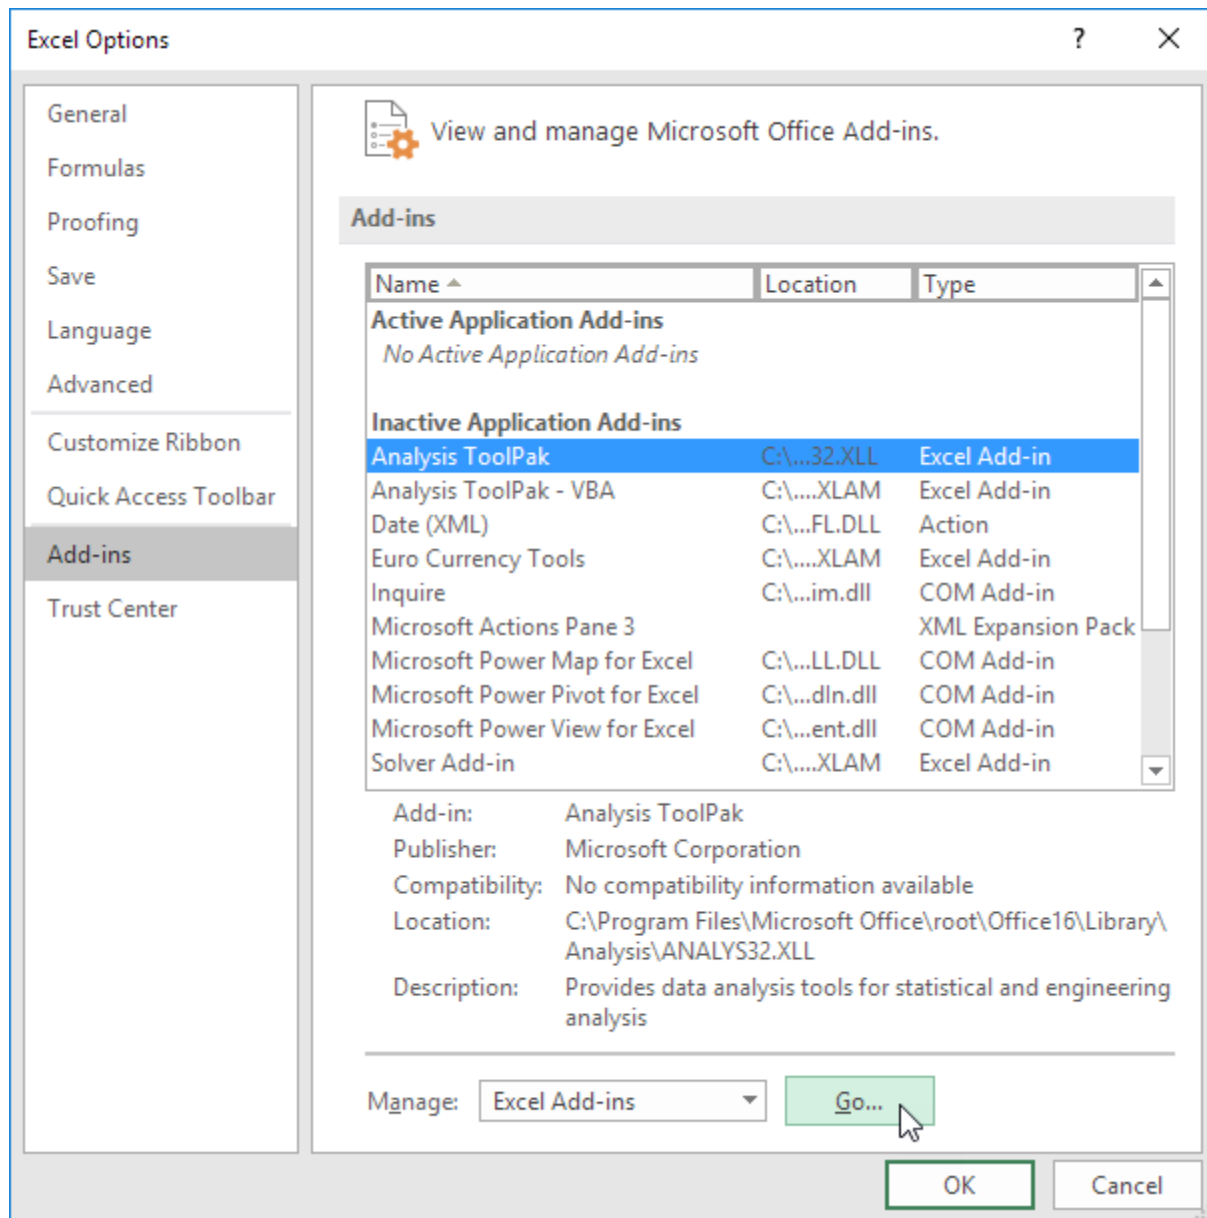 Excel Options ?
General
Formulas
Proofing
Save
Language
Advanced
Customize Ribbon
Quick Access Toolbar
Add-ins
Trust Center
View and manage Microsoft Office Add-ins.
Add-ins
Name Location Type
Active Application Add-ins
No Active Application Add-ins
Inactive Application Add-ins
Analysis ToolPak C:\...32.XLL Excel Add-in
Analysis ToolPak - VBA C:\....XLAM Excel Add-in
Date (XML) C:\...FL.DLL Action
Euro Currency Tools C:\....XLAM Excel Add-in
Inquire C:\...im.dll COM Add-in
Microsoft Actions Pane 3 XML Expansion Pack
Microsoft Power Map for Excel C:\...LL.DLL COM Add-in
Microsoft Power Pivot for Excel C:\...dln.dll COM Add-in
Microsoft Power View for Excel C:\...ent.dll COM Add-in
Solver Add-in C:\....XLAM Excel Add-in
Add-in: Analysis ToolPak
Publisher: Microsoft Corporation
Compatibility: No compatibility information available
Location: C:\Program Files\Microsoft Office\root\Office16\Library\
Analysis\ANALYS32.XLL
Description: Provides data analysis tools for statistical and engineering
analysis
Manage: Excel Add-ins Go...
OK Cancel